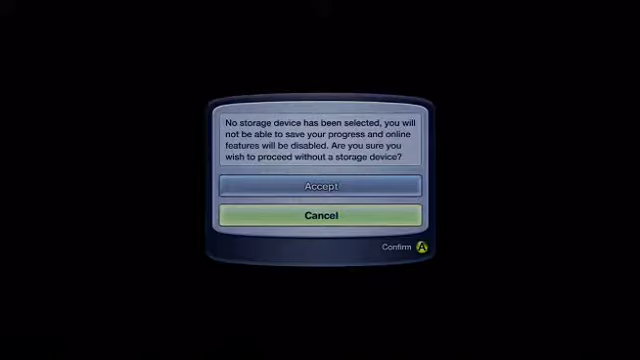 No storage device has been selected, you will
not be able to save your progress and online
features will be disabled. Are you sure you
wish to proceed without a storage device?
Accept
Cancel
Confirm A